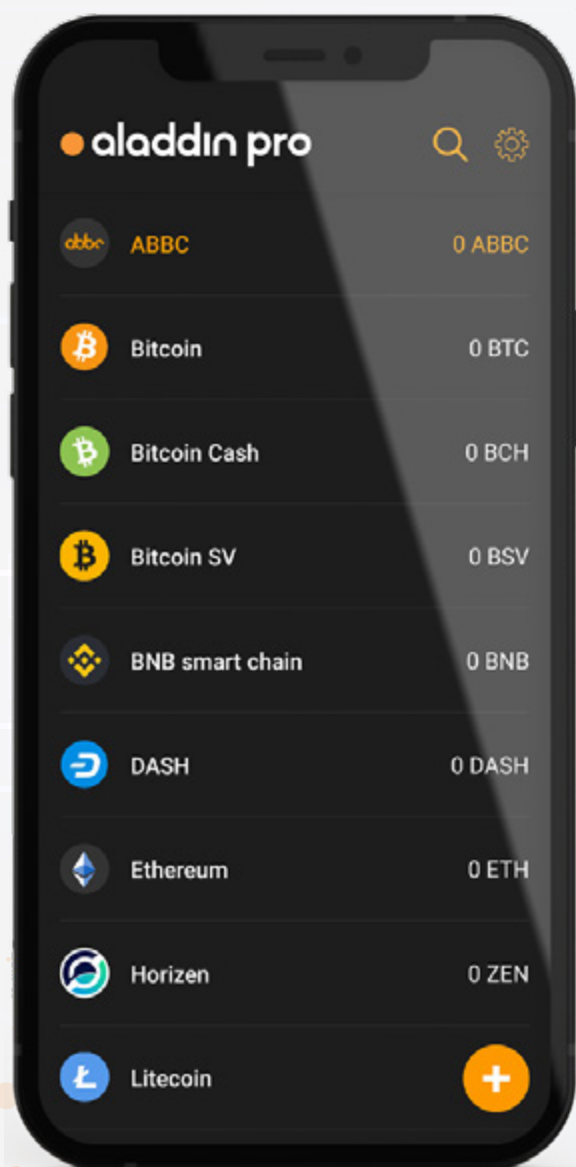 aladdin pro
abbc ABBC 0 ABBC
Bitcoin 0 BTC
Bitcoin Cash 0 BCH
Bitcoin SV 0 BSV
BNB smart chain 0 BNB
DASH 0 DASH
Ethereum 0 ETH
Horizen 0 ZEN
Litecoin